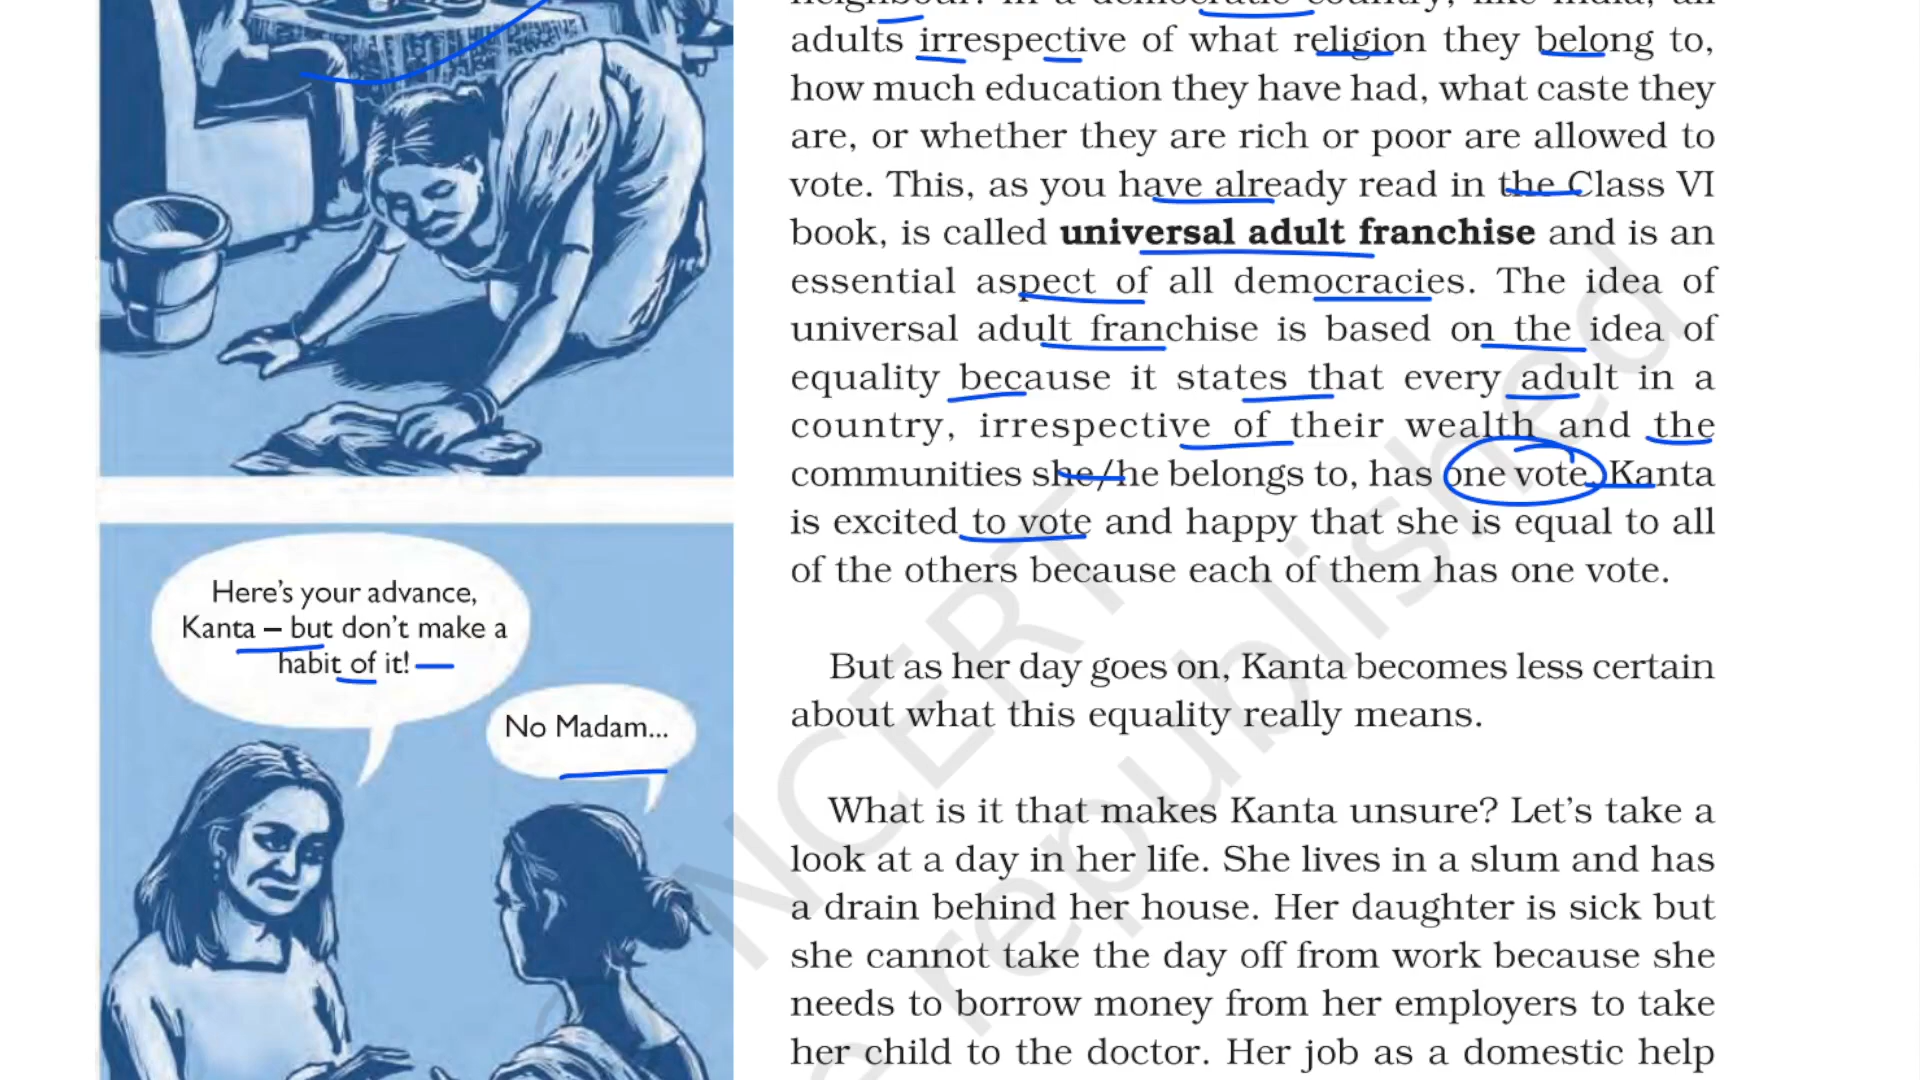 adults irrespective of what religion they belong to,
how much education they have had, what caste they
are, or whether they are rich or poor are allowed to
vote. This, as you have already read in the Class VI
book, is called universal adult franchise and is an
essential aspect of all democracies. The idea of
universal adult franchise is based on the idea of
equality because it states that every adult in a
country, irrespective of their wealth and the
communities she/he belongs to, has one vote. Kanta
is excited to vote and happy that she is equal to all
of the others because each of them has one vote.
But as her day goes on, Kanta becomes less certain
about what this equality really means.
What is it that makes Kanta unsure? Let's take a
look at a day in her life. She lives in a slum and has
a drain behind her house. Her daughter is sick but
she cannot take the day off from work because she
needs to borrow money from her employers to take
her child to the doctor. Her job as a domestic help
Here's your advance,
Kanta – but don't make a
habit of it!
No Madam...
NCERT
republished